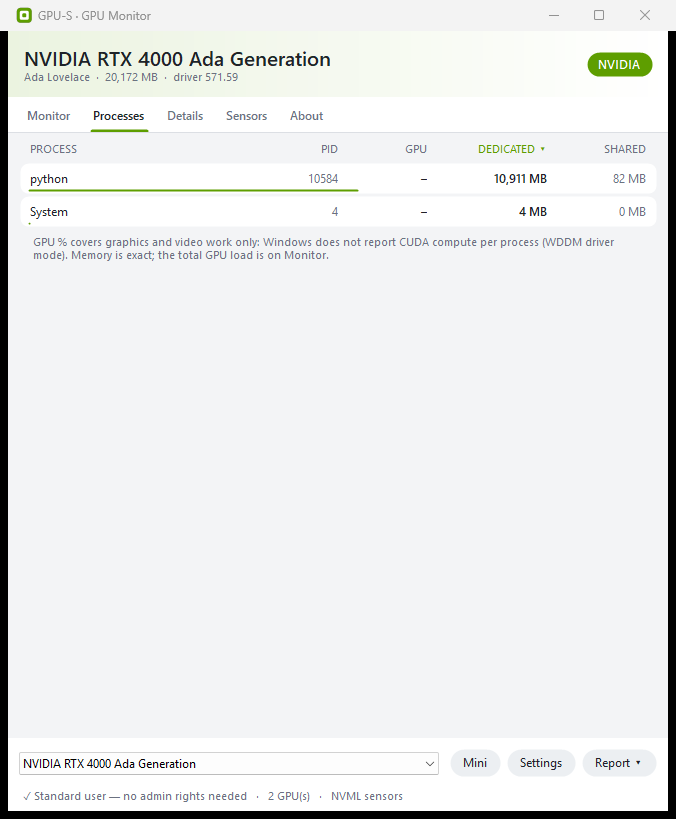 GPU-S · GPU Monitor
NVIDIA RTX 4000 Ada Generation
Ada Lovelace · 20,172 MB · driver 571.59
NVIDIA
Monitor Processes Details Sensors About
PROCESS PID GPU DEDICATED ▾ SHARED
python 10584 – 10,911 MB 82 MB
System 4 – 4 MB 0 MB
GPU % covers graphics and video work only: Windows does not report CUDA compute per process (WDDM driver
mode). Memory is exact; the total GPU load is on Monitor.
NVIDIA RTX 4000 Ada Generation Mini Settings Report ▾
✓ Standard user — no admin rights needed · 2 GPU(s) · NVML sensors